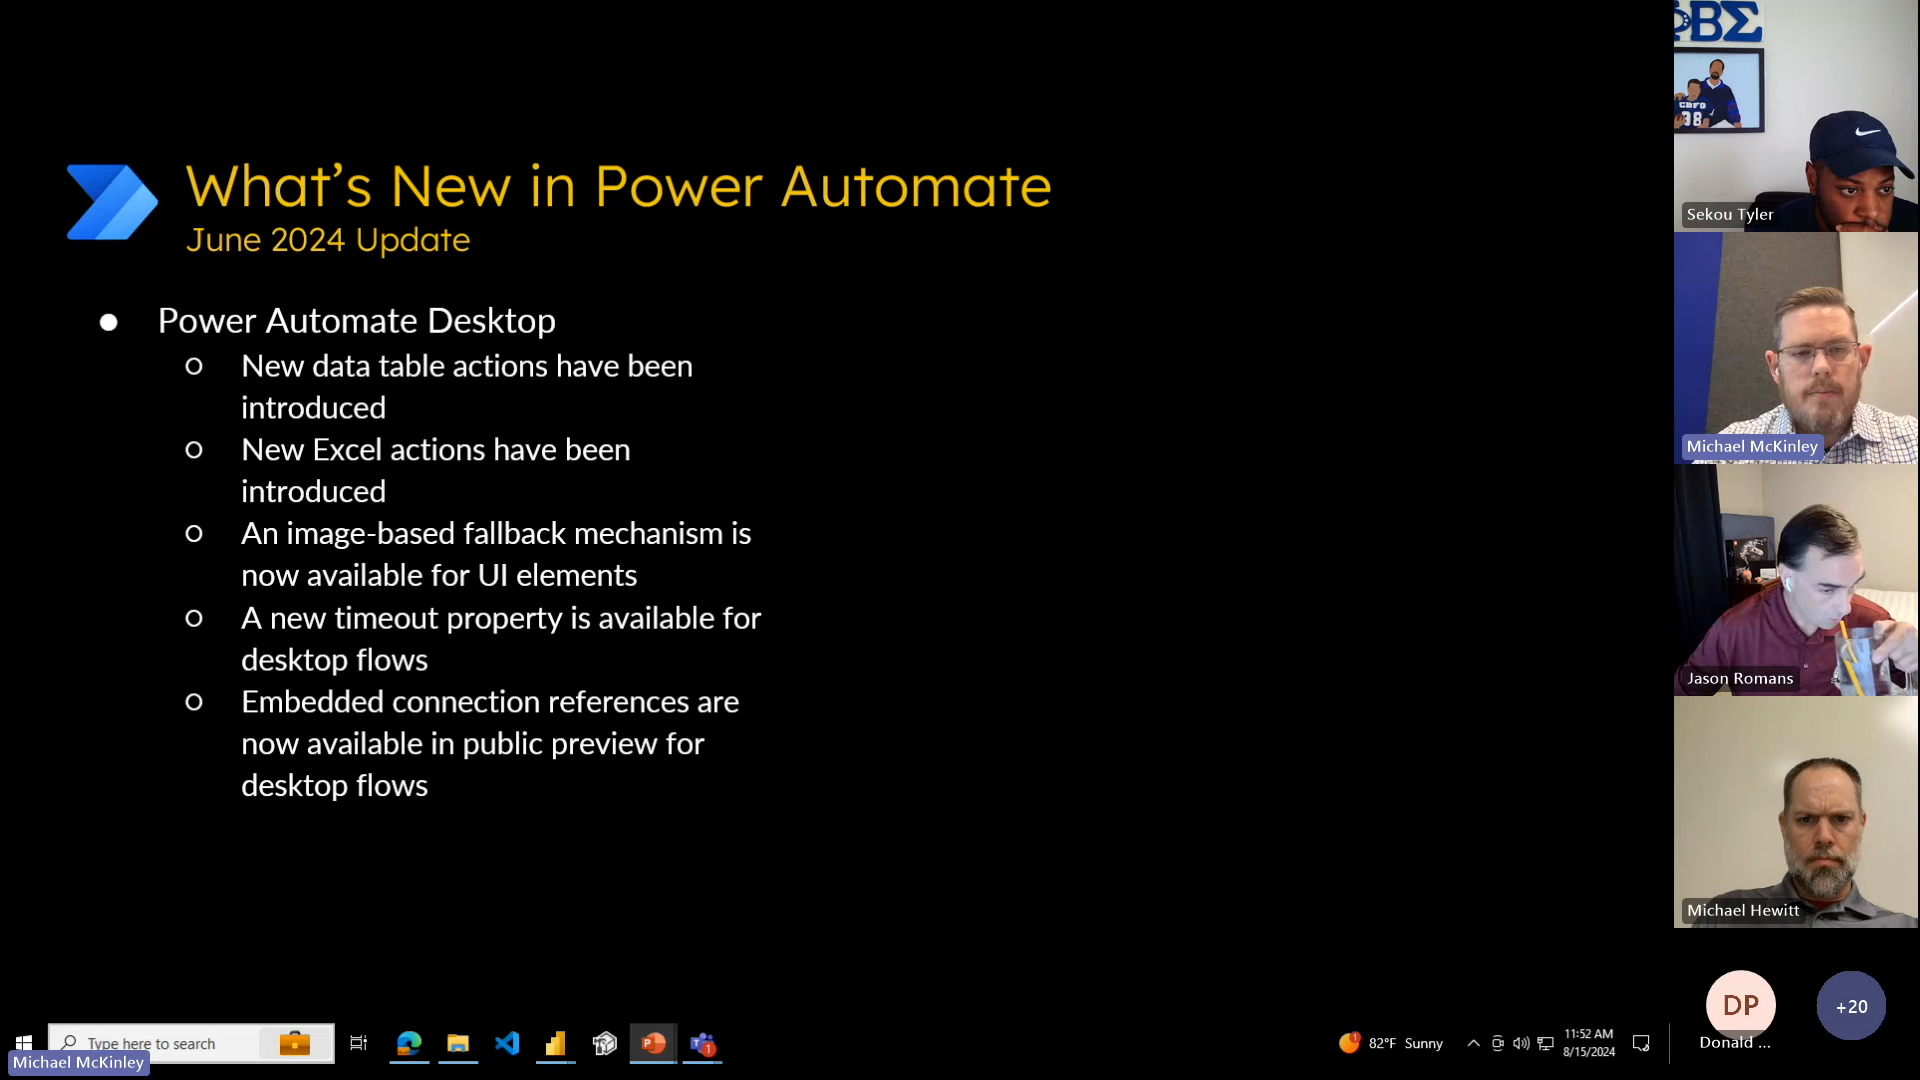 What's New in Power Automate
June 2024 Update
● Power Automate Desktop
o New data table actions have been
introduced
o New Excel actions have been
introduced
o An image-based fallback mechanism is
now available for UI elements
o A new timeout property is available for
desktop flows
o Embedded connection references are
now available in public preview for
desktop flows
ΦΒΣ
CBFO
98
Sekou Tyler
Michael McKinley
Jason Romans
Michael Hewitt
DP
Donald ...
+20
Type here to search
Michael McKinley
1
82°F Sunny
11:52 AM
8/15/2024